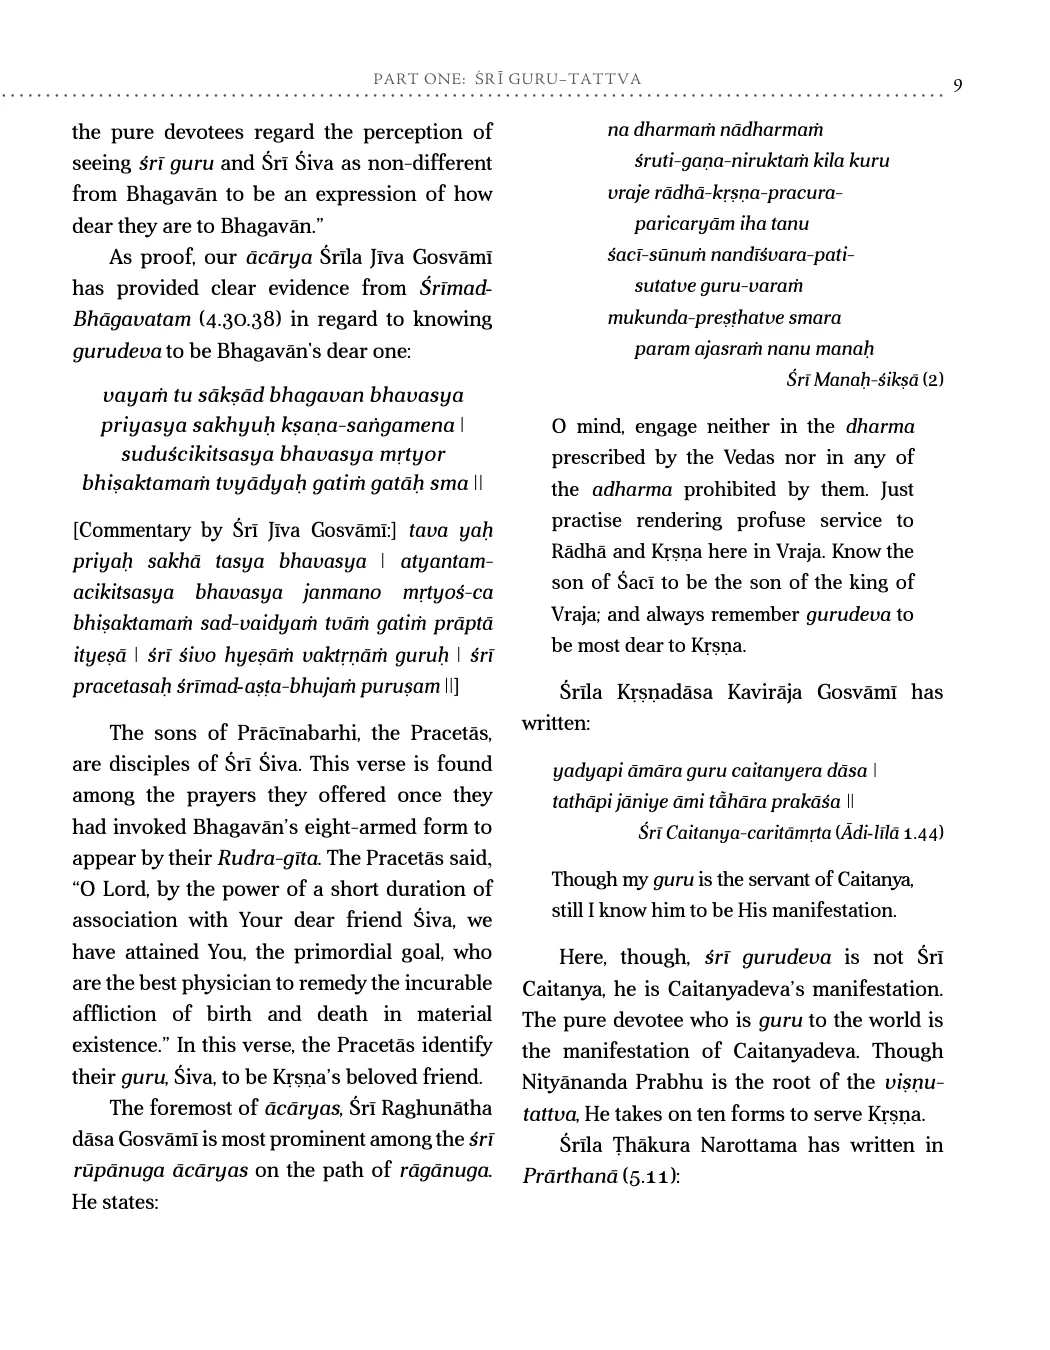 PART ONE: ŚRĪ GURU–TATTVA
9
the pure devotees regard the perception of
seeing śrī guru and Śrī Śiva as non-different
from Bhagavān to be an expression of how
dear they are to Bhagavān.”
As proof, our ācārya Śrīla Jīva Gosvāmī
has provided clear evidence from Śrīmad-
Bhāgavatam (4.30.38) in regard to knowing
gurudeva to be Bhagavān's dear one:
vayaṁ tu sākṣād bhagavan bhavasya
priyasya sakhyuḥ kṣaṇa-saṅgamena |
suduścikitsasya bhavasya mṛtyor
bhiṣaktamaṁ tvyādyaḥ gatiṁ gatāḥ sma ||
[Commentary by Śrī Jīva Gosvāmī:] tava yaḥ
priyaḥ sakhā tasya bhavasya | atyantam-
acikitsasya bhavasya janmano mṛtyoś-ca
bhiṣaktamaṁ sad-vaidyaṁ tvāṁ gatiṁ prāptā
ityeṣā | śrī śivo hyeṣāṁ vaktṛṇāṁ guruḥ | śrī
pracetasaḥ śrīmad-aṣṭa-bhujaṁ puruṣam ||]
The sons of Prācīnabarhi, the Pracetās,
are disciples of Śrī Śiva. This verse is found
among the prayers they offered once they
had invoked Bhagavān’s eight-armed form to
appear by their Rudra-gīta. The Pracetās said,
“O Lord, by the power of a short duration of
association with Your dear friend Śiva, we
have attained You, the primordial goal, who
are the best physician to remedy the incurable
affliction of birth and death in material
existence.” In this verse, the Pracetās identify
their guru, Śiva, to be Kṛṣṇa’s beloved friend.
The foremost of ācāryas, Śrī Raghunātha
dāsa Gosvāmī is most prominent among the śrī
rūpānuga ācāryas on the path of rāgānuga.
He states:
na dharmaṁ nādharmaṁ
śruti-gaṇa-niruktaṁ kila kuru
vraje rādhā-kṛṣṇa-pracura-
paricaryām iha tanu
śacī-sūnuṁ nandīśvara-pati-
sutatve guru-varaṁ
mukunda-preṣṭhatve smara
param ajasraṁ nanu manaḥ
Śrī Manaḥ-śikṣā (2)
O mind, engage neither in the dharma
prescribed by the Vedas nor in any of
the adharma prohibited by them. Just
practise rendering profuse service to
Rādhā and Kṛṣṇa here in Vraja. Know the
son of Śacī to be the son of the king of
Vraja; and always remember gurudeva to
be most dear to Kṛṣṇa.
Śrīla Kṛṣṇadāsa Kavirāja Gosvāmī has
written:
yadyapi āmāra guru caitanyera dāsa |
tathāpi jāniye āmi tā̐hāra prakāśa ||
Śrī Caitanya-caritāmṛta (Ādi-līlā 1.44)
Though my guru is the servant of Caitanya,
still I know him to be His manifestation.
Here, though, śrī gurudeva is not Śrī
Caitanya, he is Caitanyadeva’s manifestation.
The pure devotee who is guru to the world is
the manifestation of Caitanyadeva. Though
Nityānanda Prabhu is the root of the viṣṇu-
tattva, He takes on ten forms to serve Kṛṣṇa.
Śrīla Ṭhākura Narottama has written in
Prārthanā (5.11):